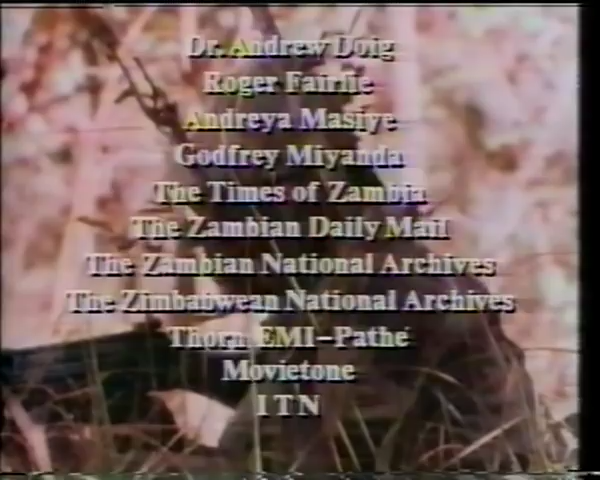 Dr. Andrew Doig
Roger Fairlie
Andreya Masiye
Godfrey Miyanda
The Times of Zambia
The Zambian Daily Mail
The Zambian National Archives
The Zimbabwean National Archives
Thorn EMI-Pathé
Movietone
ITN